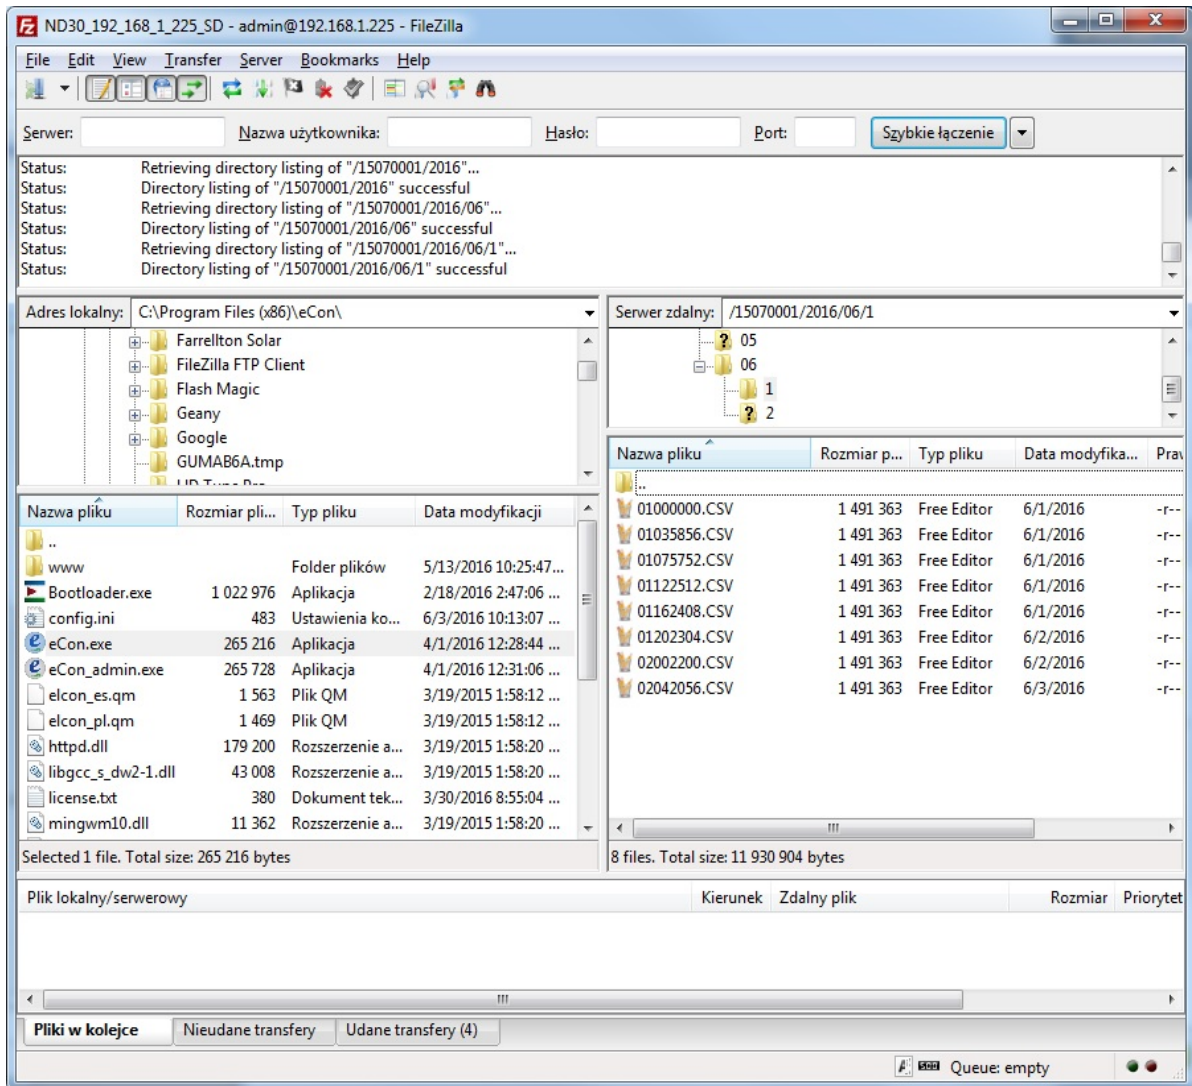 ND30_192_168_1_225_SD - admin@192.168.1.225 - FileZilla
File Edit View Transfer Server Bookmarks Help
Serwer: Nazwa użytkownika: Hasło: Port: Szybkie łączenie
Status: Retrieving directory listing of "/15070001/2016"...
Status: Directory listing of "/15070001/2016" successful
Status: Retrieving directory listing of "/15070001/2016/06"...
Status: Directory listing of "/15070001/2016/06" successful
Status: Retrieving directory listing of "/15070001/2016/06/1"...
Status: Directory listing of "/15070001/2016/06/1" successful
Adres lokalny: C:\Program Files (x86)\eCon\
Farrellton Solar
FileZilla FTP Client
Flash Magic
Geany
Google
GUMAB6A.tmp
Nazwa pliku Rozmiar pli... Typ pliku Data modyfikacji
..
www Folder plików 5/13/2016 10:25:47...
Bootloader.exe 1 022 976 Aplikacja 2/18/2016 2:47:06 ...
config.ini 483 Ustawienia ko... 6/3/2016 10:13:07 ...
eCon.exe 265 216 Aplikacja 4/1/2016 12:28:44 ...
eCon_admin.exe 265 728 Aplikacja 4/1/2016 12:31:06 ...
elcon_es.qm 1 563 Plik QM 3/19/2015 1:58:12 ...
elcon_pl.qm 1 469 Plik QM 3/19/2015 1:58:12 ...
httpd.dll 179 200 Rozszerzenie a... 3/19/2015 1:58:20 ...
libgcc_s_dw2-1.dll 43 008 Rozszerzenie a... 3/19/2015 1:58:20 ...
license.txt 380 Dokument tek... 3/30/2016 8:55:04 ...
mingwm10.dll 11 362 Rozszerzenie a... 3/19/2015 1:58:20 ...
Selected 1 file. Total size: 265 216 bytes
Serwer zdalny: /15070001/2016/06/1
05
06
1
2
Nazwa pliku Rozmiar p... Typ pliku Data modyfika... Praw
..
01000000.CSV 1 491 363 Free Editor 6/1/2016 -r--
01035856.CSV 1 491 363 Free Editor 6/1/2016 -r--
01075752.CSV 1 491 363 Free Editor 6/1/2016 -r--
01122512.CSV 1 491 363 Free Editor 6/1/2016 -r--
01162408.CSV 1 491 363 Free Editor 6/1/2016 -r--
01202304.CSV 1 491 363 Free Editor 6/2/2016 -r--
02002200.CSV 1 491 363 Free Editor 6/2/2016 -r--
02042056.CSV 1 491 363 Free Editor 6/3/2016 -r--
8 files. Total size: 11 930 904 bytes
Plik lokalny/serwerowy Kierunek Zdalny plik Rozmiar Priorytet
Pliki w kolejce Nieudane transfery Udane transfery (4)
Queue: empty